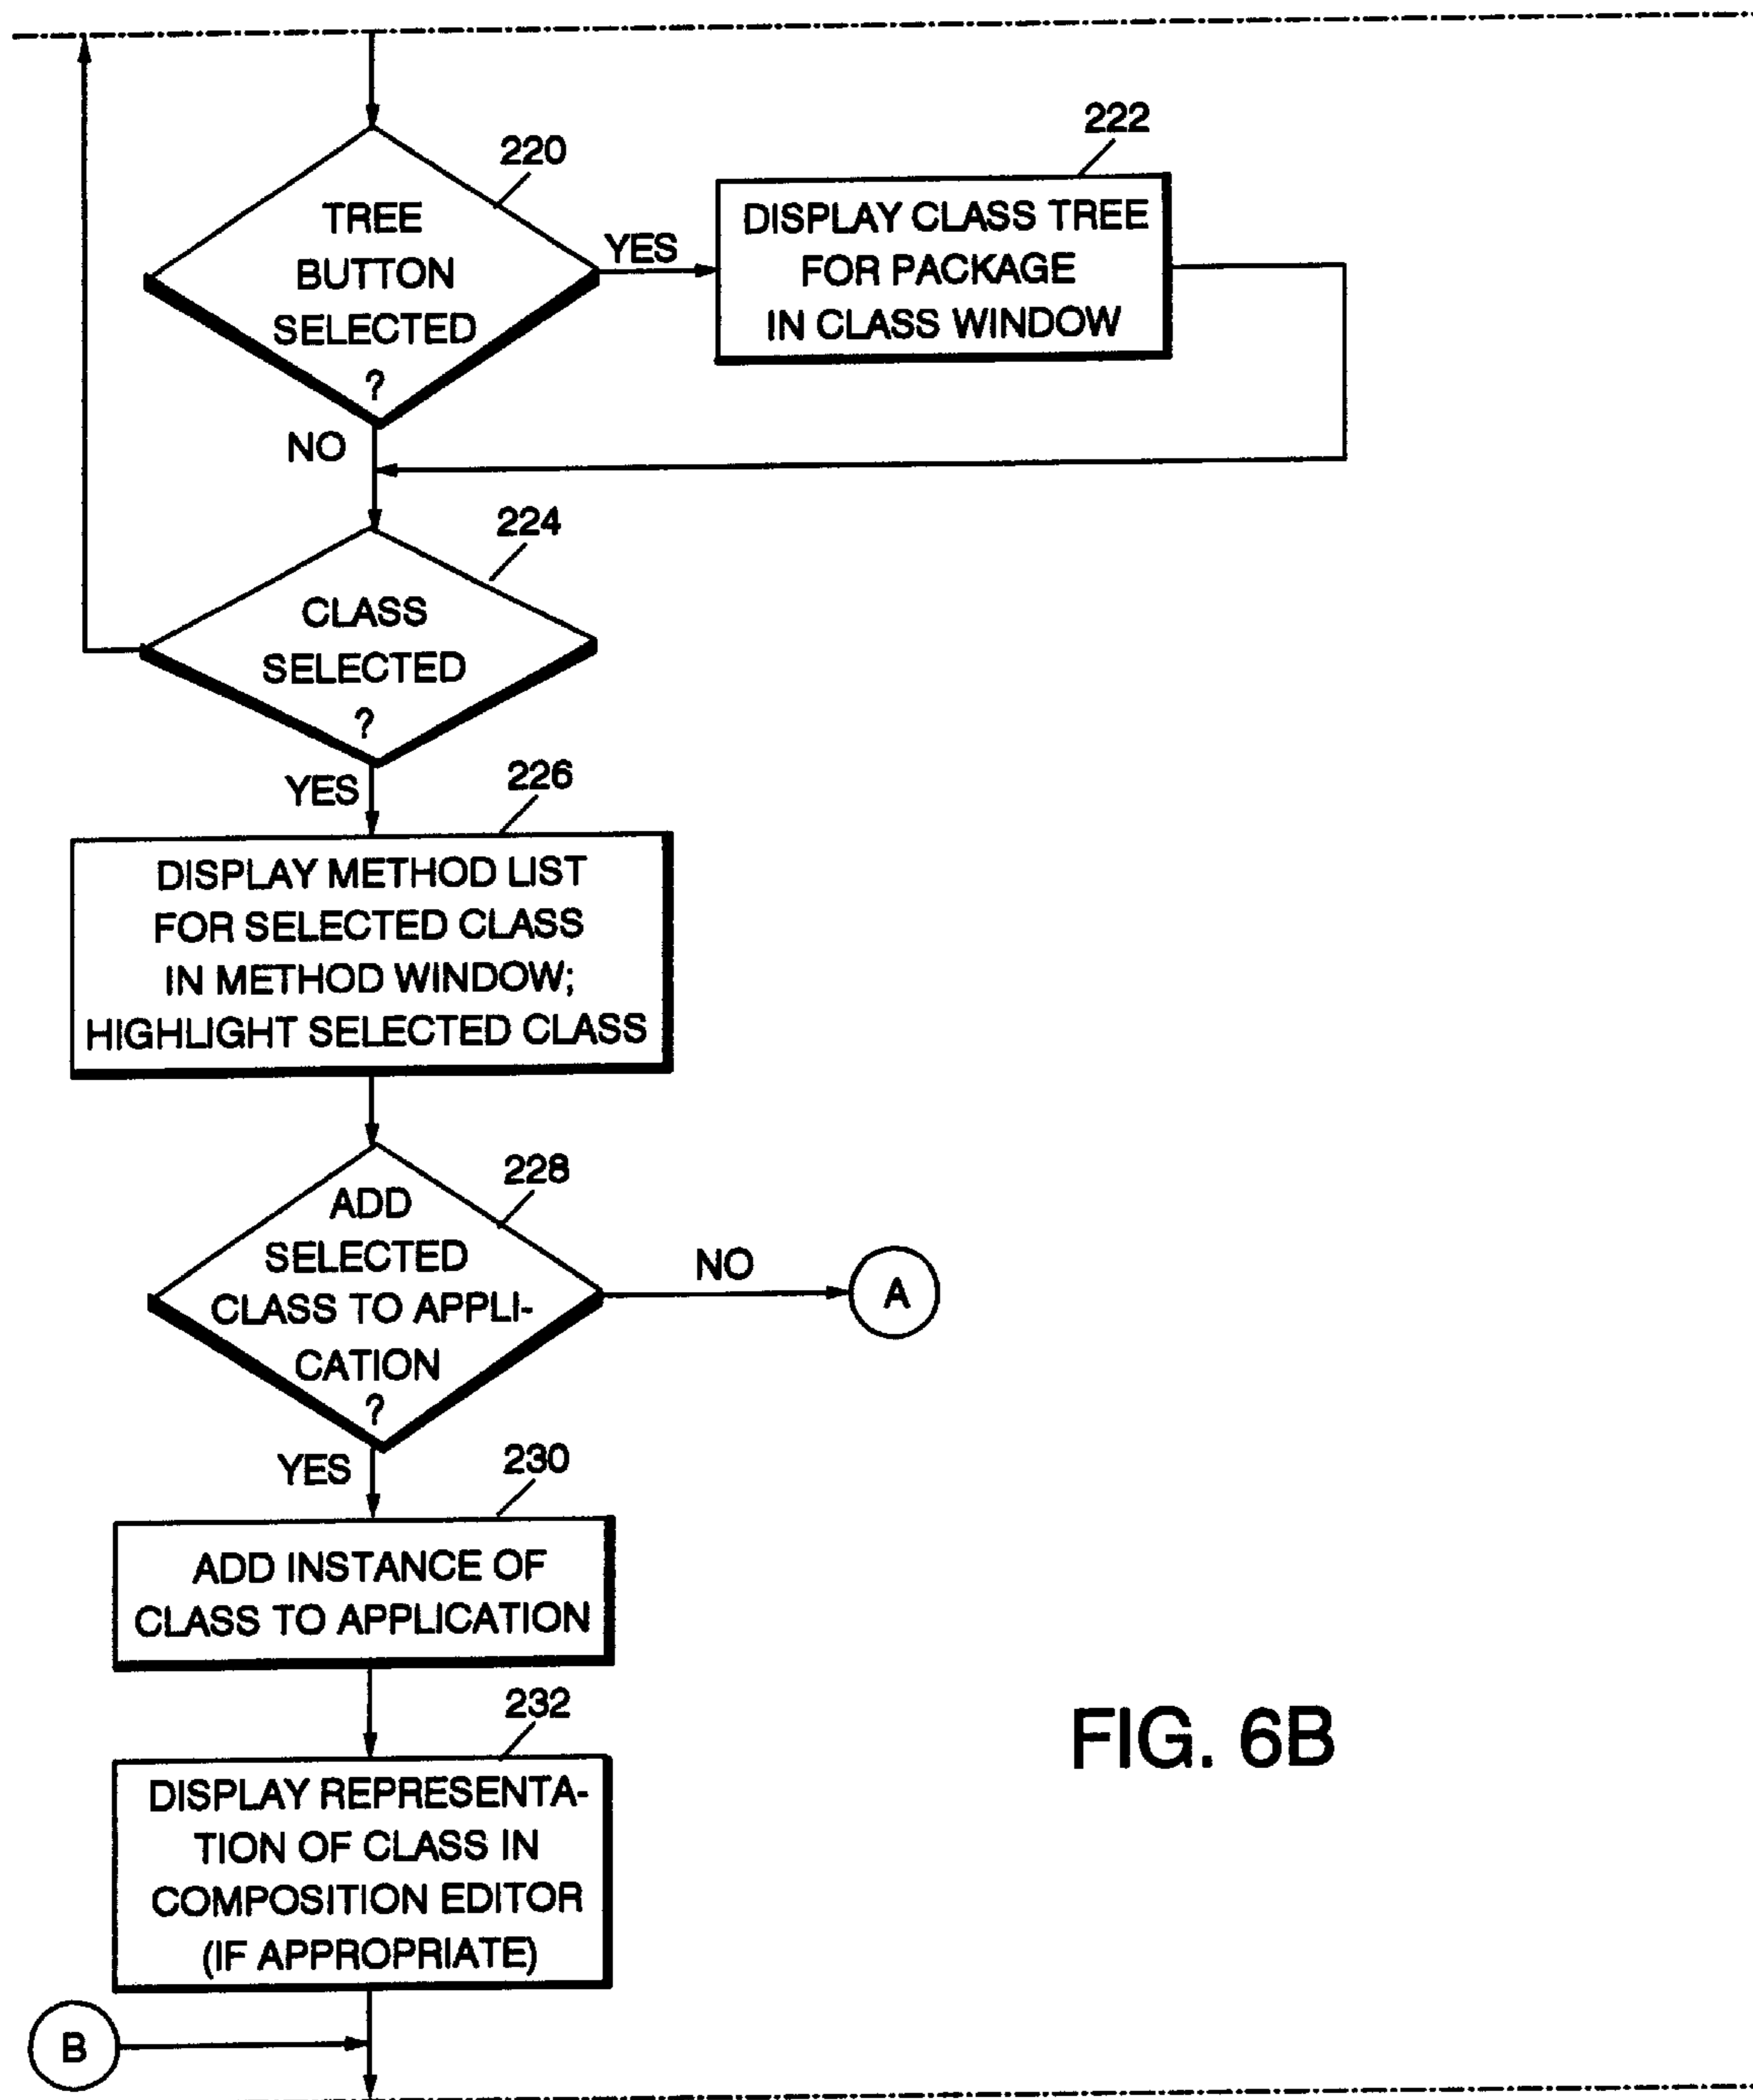 220
TREE
BUTTON
SELECTED
?
YES
222
DISPLAY CLASS TREE
FOR PACKAGE
IN CLASS WINDOW
NO
224
CLASS
SELECTED
?
YES
226
DISPLAY METHOD LIST
FOR SELECTED CLASS
IN METHOD WINDOW;
HIGHLIGHT SELECTED CLASS
228
ADD
SELECTED
CLASS TO APPLI-
CATION
?
NO
A
YES
230
ADD INSTANCE OF
CLASS TO APPLICATION
232
DISPLAY REPRESENTA-
TION OF CLASS IN
COMPOSITION EDITOR
(IF APPROPRIATE)
B
FIG. 6B